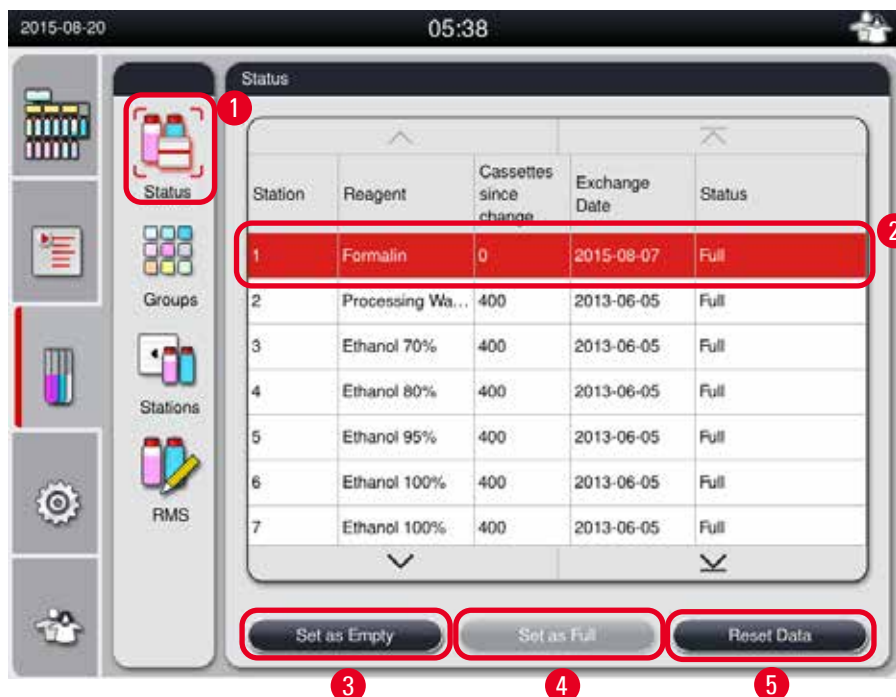 2015-08-20 05:38
Status
1
Status
Groups
Stations
RMS
Station Reagent Cassettes since change Exchange Date Status
1 Formalin 0 2015-08-07 Full
2
2 Processing Wa... 400 2013-06-05 Full
3 Ethanol 70% 400 2013-06-05 Full
4 Ethanol 80% 400 2013-06-05 Full
5 Ethanol 95% 400 2013-06-05 Full
6 Ethanol 100% 400 2013-06-05 Full
7 Ethanol 100% 400 2013-06-05 Full
Set as Empty Set as Full Reset Data
3 4 5